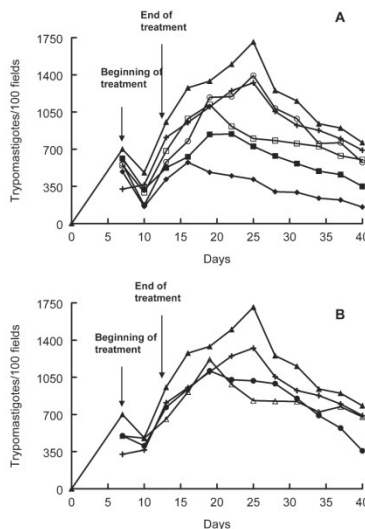 A
End of
treatment
Beginning of
treatment
Trypomastigotes/100 fields
1750
1400
1050
700
350
0
0 5 10 15 20 25 30 35 40
Days
B
End of
treatment
Beginning of
treatment
Trypomastigotes/100 fields
1750
1400
1050
700
350
0
0 5 10 15 20 25 30 35 40
Days